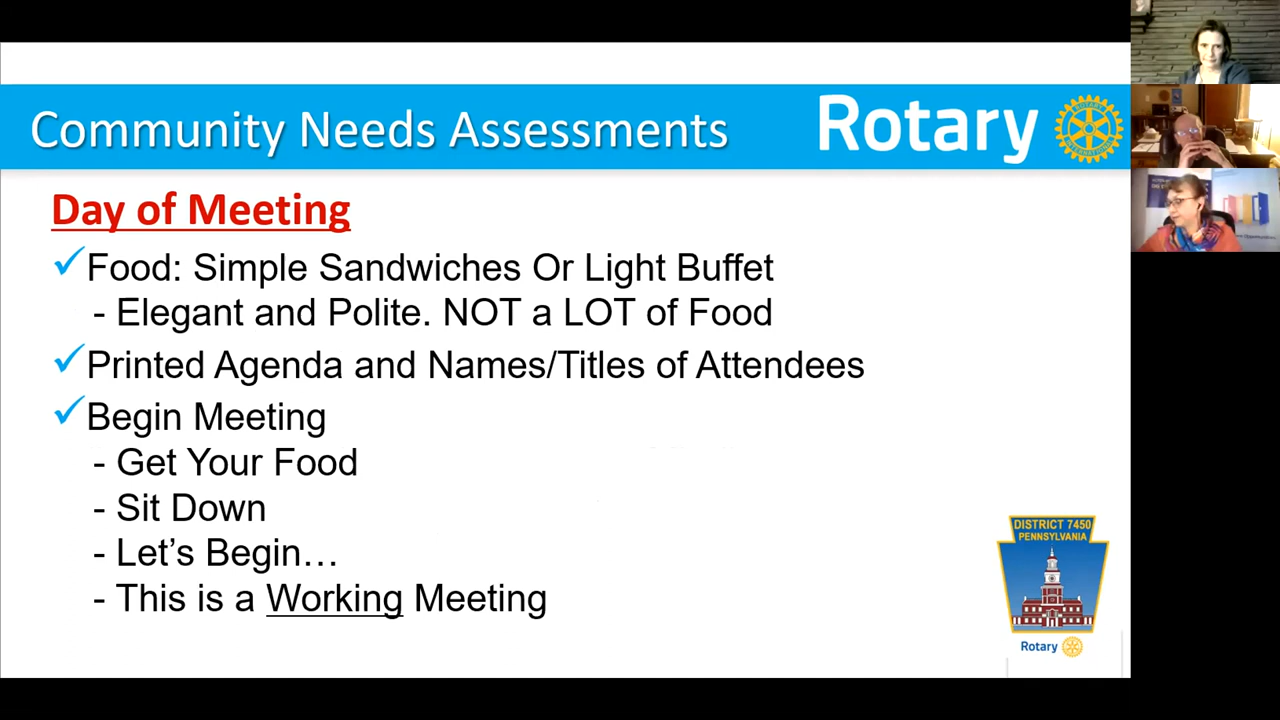 Community Needs Assessments
Rotary
Day of Meeting
✓Food: Simple Sandwiches Or Light Buffet
- Elegant and Polite. NOT a LOT of Food
✓Printed Agenda and Names/Titles of Attendees
✓Begin Meeting
- Get Your Food
- Sit Down
- Let’s Begin…
- This is a Working Meeting
DISTRICT 7450
PENNSYLVANIA
Rotary